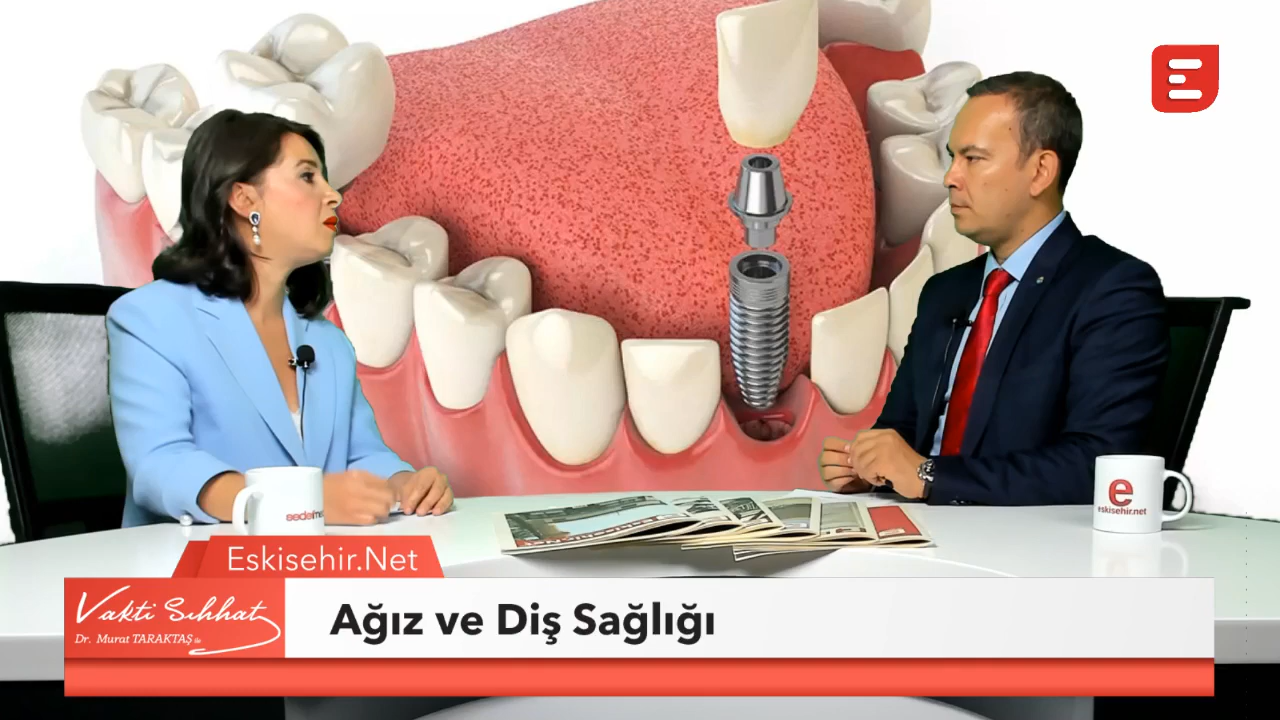 e
eskisehir.net
Eskisehir.Net
Vakti Sıhhat
Dr. Murat TARAKTAŞ ile
Ağız ve Diş Sağlığı